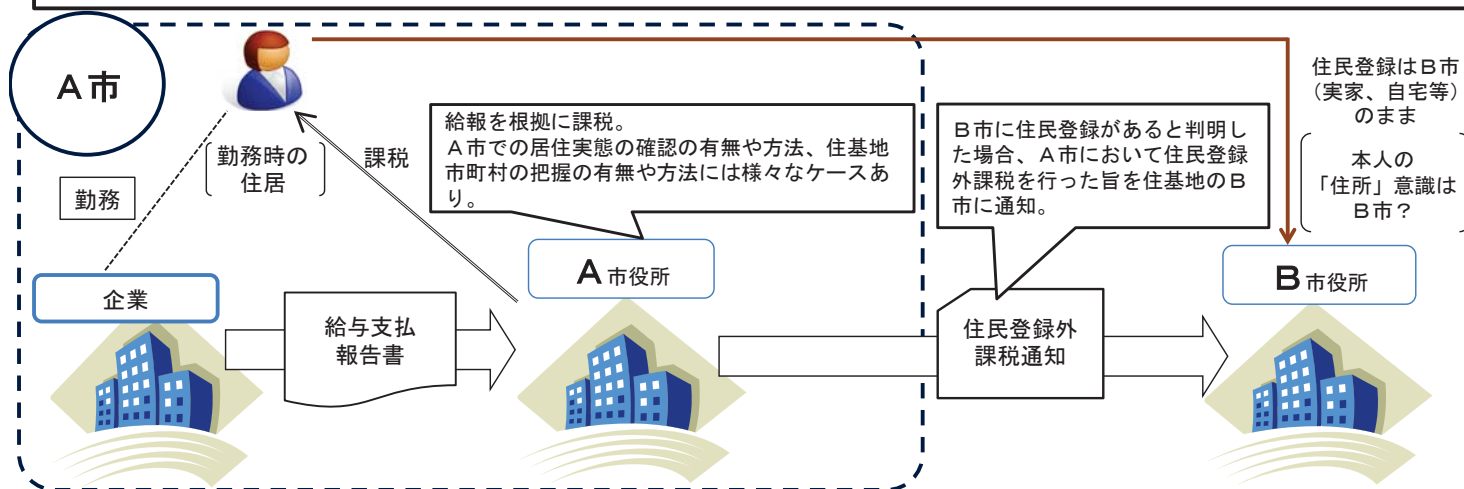 A市
勤務時の
住居
勤務
課税
給報を根拠に課税。
A市での居住実態の確認の有無や方法、住基地
市町村の把握の有無や方法には様々なケースあ
り。
B市に住民登録があると判明し
た場合、A市において住民登録
外課税を行った旨を住基地のB
市に通知。
住民登録はB市
（実家、自宅等）
のまま
本人の
「住所」意識は
B市？
企業
給与支払
報告書
A市役所
住民登録外
課税通知
B市役所